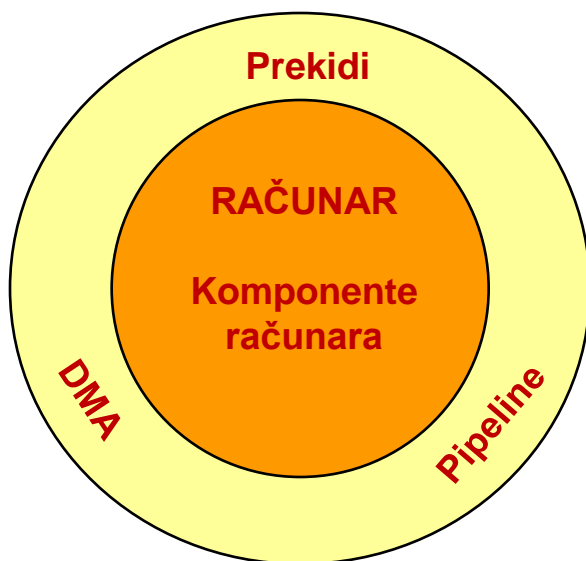 Prekidi
RAČUNAR
Komponente
računara
DMA
Pipeline